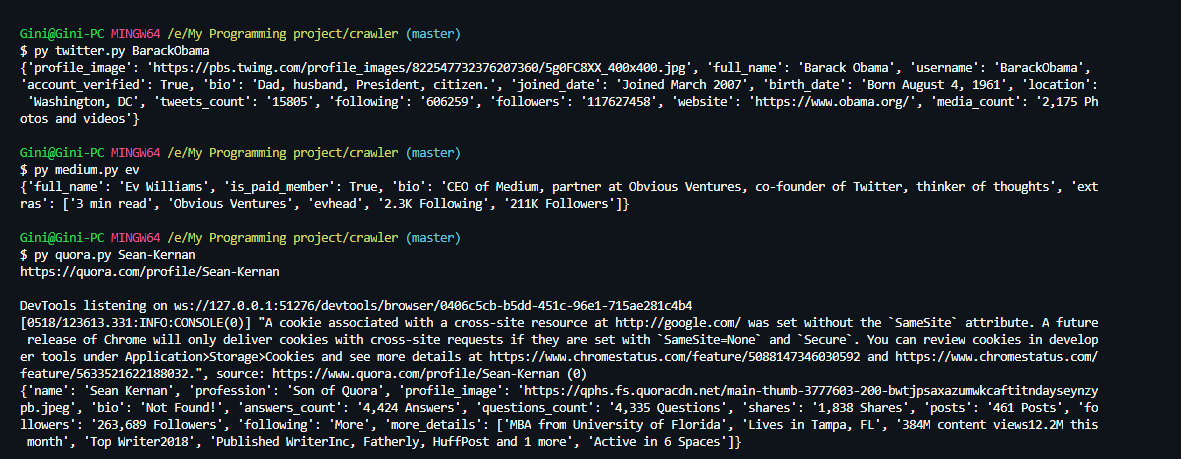 Gini@Gini-PC MINGW64 /e/My Programming project/crawler (master)
$ py twitter.py BarackObama
{'profile_image': 'https://pbs.twimg.com/profile_images/822547732376207360/5g0FC8XX_400x400.jpg', 'full_name': 'Barack Obama', 'username': 'BarackObama',
'account_verified': True, 'bio': 'Dad, husband, President, citizen.', 'joined_date': 'Joined March 2007', 'birth_date': 'Born August 4, 1961', 'location':
'Washington, DC', 'tweets_count': '15805', 'following': '606259', 'followers': '117627458', 'website': 'https://www.obama.org/', 'media_count': '2,175 Ph
otos and videos'}
Gini@Gini-PC MINGW64 /e/My Programming project/crawler (master)
$ py medium.py ev
{'full_name': 'Ev Williams', 'is_paid_member': True, 'bio': 'CEO of Medium, partner at Obvious Ventures, co-founder of Twitter, thinker of thoughts', 'ext
ras': ['3 min read', 'Obvious Ventures', 'evhead', '2.3K Following', '211K Followers']}
Gini@Gini-PC MINGW64 /e/My Programming project/crawler (master)
$ py quora.py Sean-Kernan
https://quora.com/profile/Sean-Kernan
DevTools listening on ws://127.0.0.1:51276/devtools/browser/0406c5cb-b5dd-451c-96e1-715ae281c4b4
[0518/123613.331:INFO:CONSOLE(0)] "A cookie associated with a cross-site resource at http://google.com/ was set without the `SameSite` attribute. A future
release of Chrome will only deliver cookies with cross-site requests if they are set with `SameSite=None` and `Secure`. You can review cookies in develop
er tools under Application>Storage>Cookies and see more details at https://www.chromestatus.com/feature/5088147346030592 and https://www.chromestatus.com/
feature/5633521622188032.", source: https://www.quora.com/profile/Sean-Kernan (0)
{'name': 'Sean Kernan', 'profession': 'Son of Quora', 'profile_image': 'https://qphs.fs.quoracdn.net/main-thumb-3777603-200-bwtjpsaxazumwkcaftitndayseynzy
pb.jpeg', 'bio': 'Not Found!', 'answers_count': '4,424 Answers', 'questions_count': '4,335 Questions', 'shares': '1,838 Shares', 'posts': '461 Posts', 'fo
llowers': '263,689 Followers', 'following': 'More', 'more_details': ['MBA from University of Florida', 'Lives in Tampa, FL', '384M content views12.2M this
month', 'Top Writer2018', 'Published WriterInc, Fatherly, HuffPost and 1 more', 'Active in 6 Spaces']}